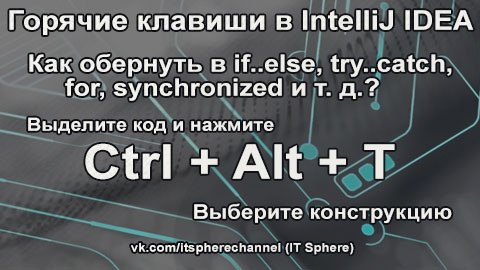 Горячие клавиши в IntelliJ IDEA
Как обернуть в if..else, try..catch,
for, synchronized и т. д.?
Выделите код и нажмите
Ctrl + Alt + T
Выберите конструкцию
vk.com/itspherechannel (IT Sphere)